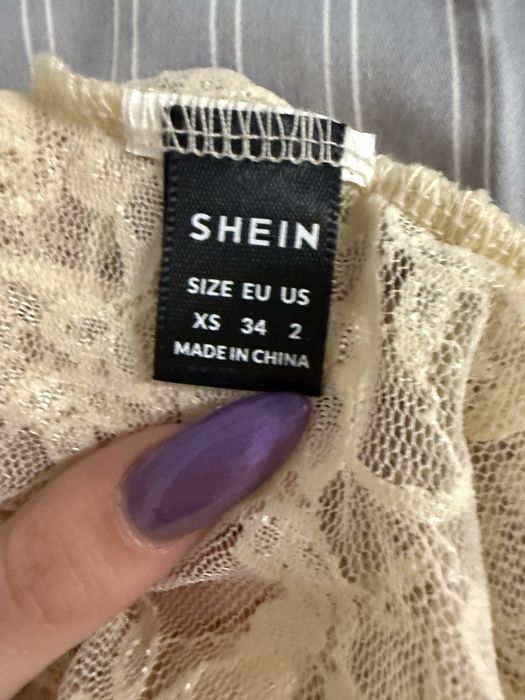 SHEIN
SIZE EU US
XS 34 2
MADE IN CHINA